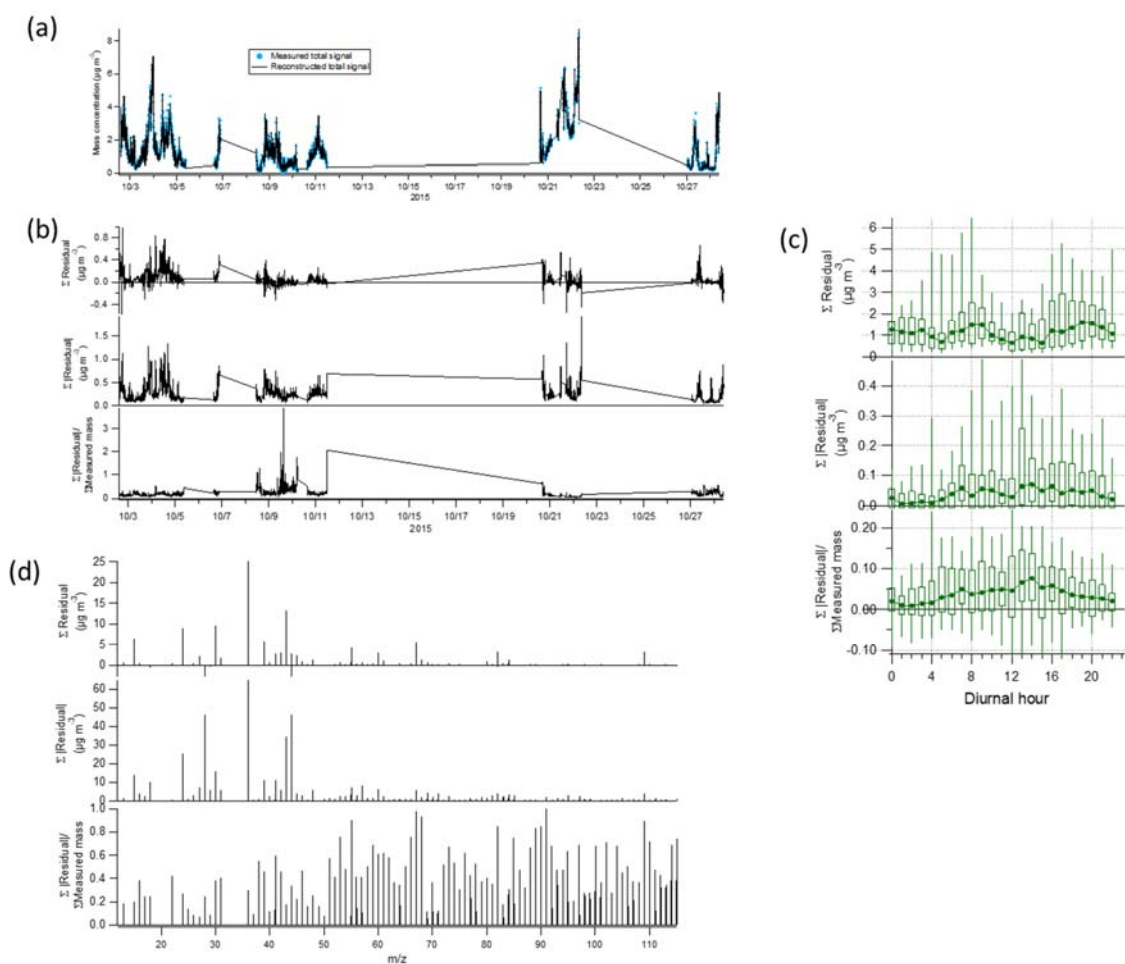 (a)
Mass concentration (µg m-3)
8
6
4
2
0
Measured total signal
Reconstructed total signal
10/3 10/5 10/7 10/9 10/11 10/13 10/15 10/17 10/19 10/21 10/23 10/25 10/27
2015
(b)
Σ Residual
(µg m-3)
0.8
0.4
0.0
-0.4
Σ |Residual|
(µg m-3)
1.5
1.0
0.5
0.0
Σ|Residual|/
ΣMeasured mass
3
2
1
0
10/3 10/5 10/7 10/9 10/11 10/13 10/15 10/17 10/19 10/21 10/23 10/25 10/27
2015
(c)
Σ Residual
(µg m-3)
6
5
4
3
2
1
0
Σ |Residual|
(µg m-3)
0.4
0.3
0.2
0.1
0.0
Σ |Residual|/
ΣMeasured mass
0.20
0.10
0.00
-0.10
0 4 8 12 16 20
Diurnal hour
(d)
Σ Residual
(µg m-3)
25
20
15
10
5
0
Σ |Residual|
(µg m-3)
60
50
40
30
20
10
0
Σ |Residual|/
ΣMeasured mass
1.0
0.8
0.6
0.4
0.2
0.0
20 30 40 50 60 70 80 90 100 110
m/z